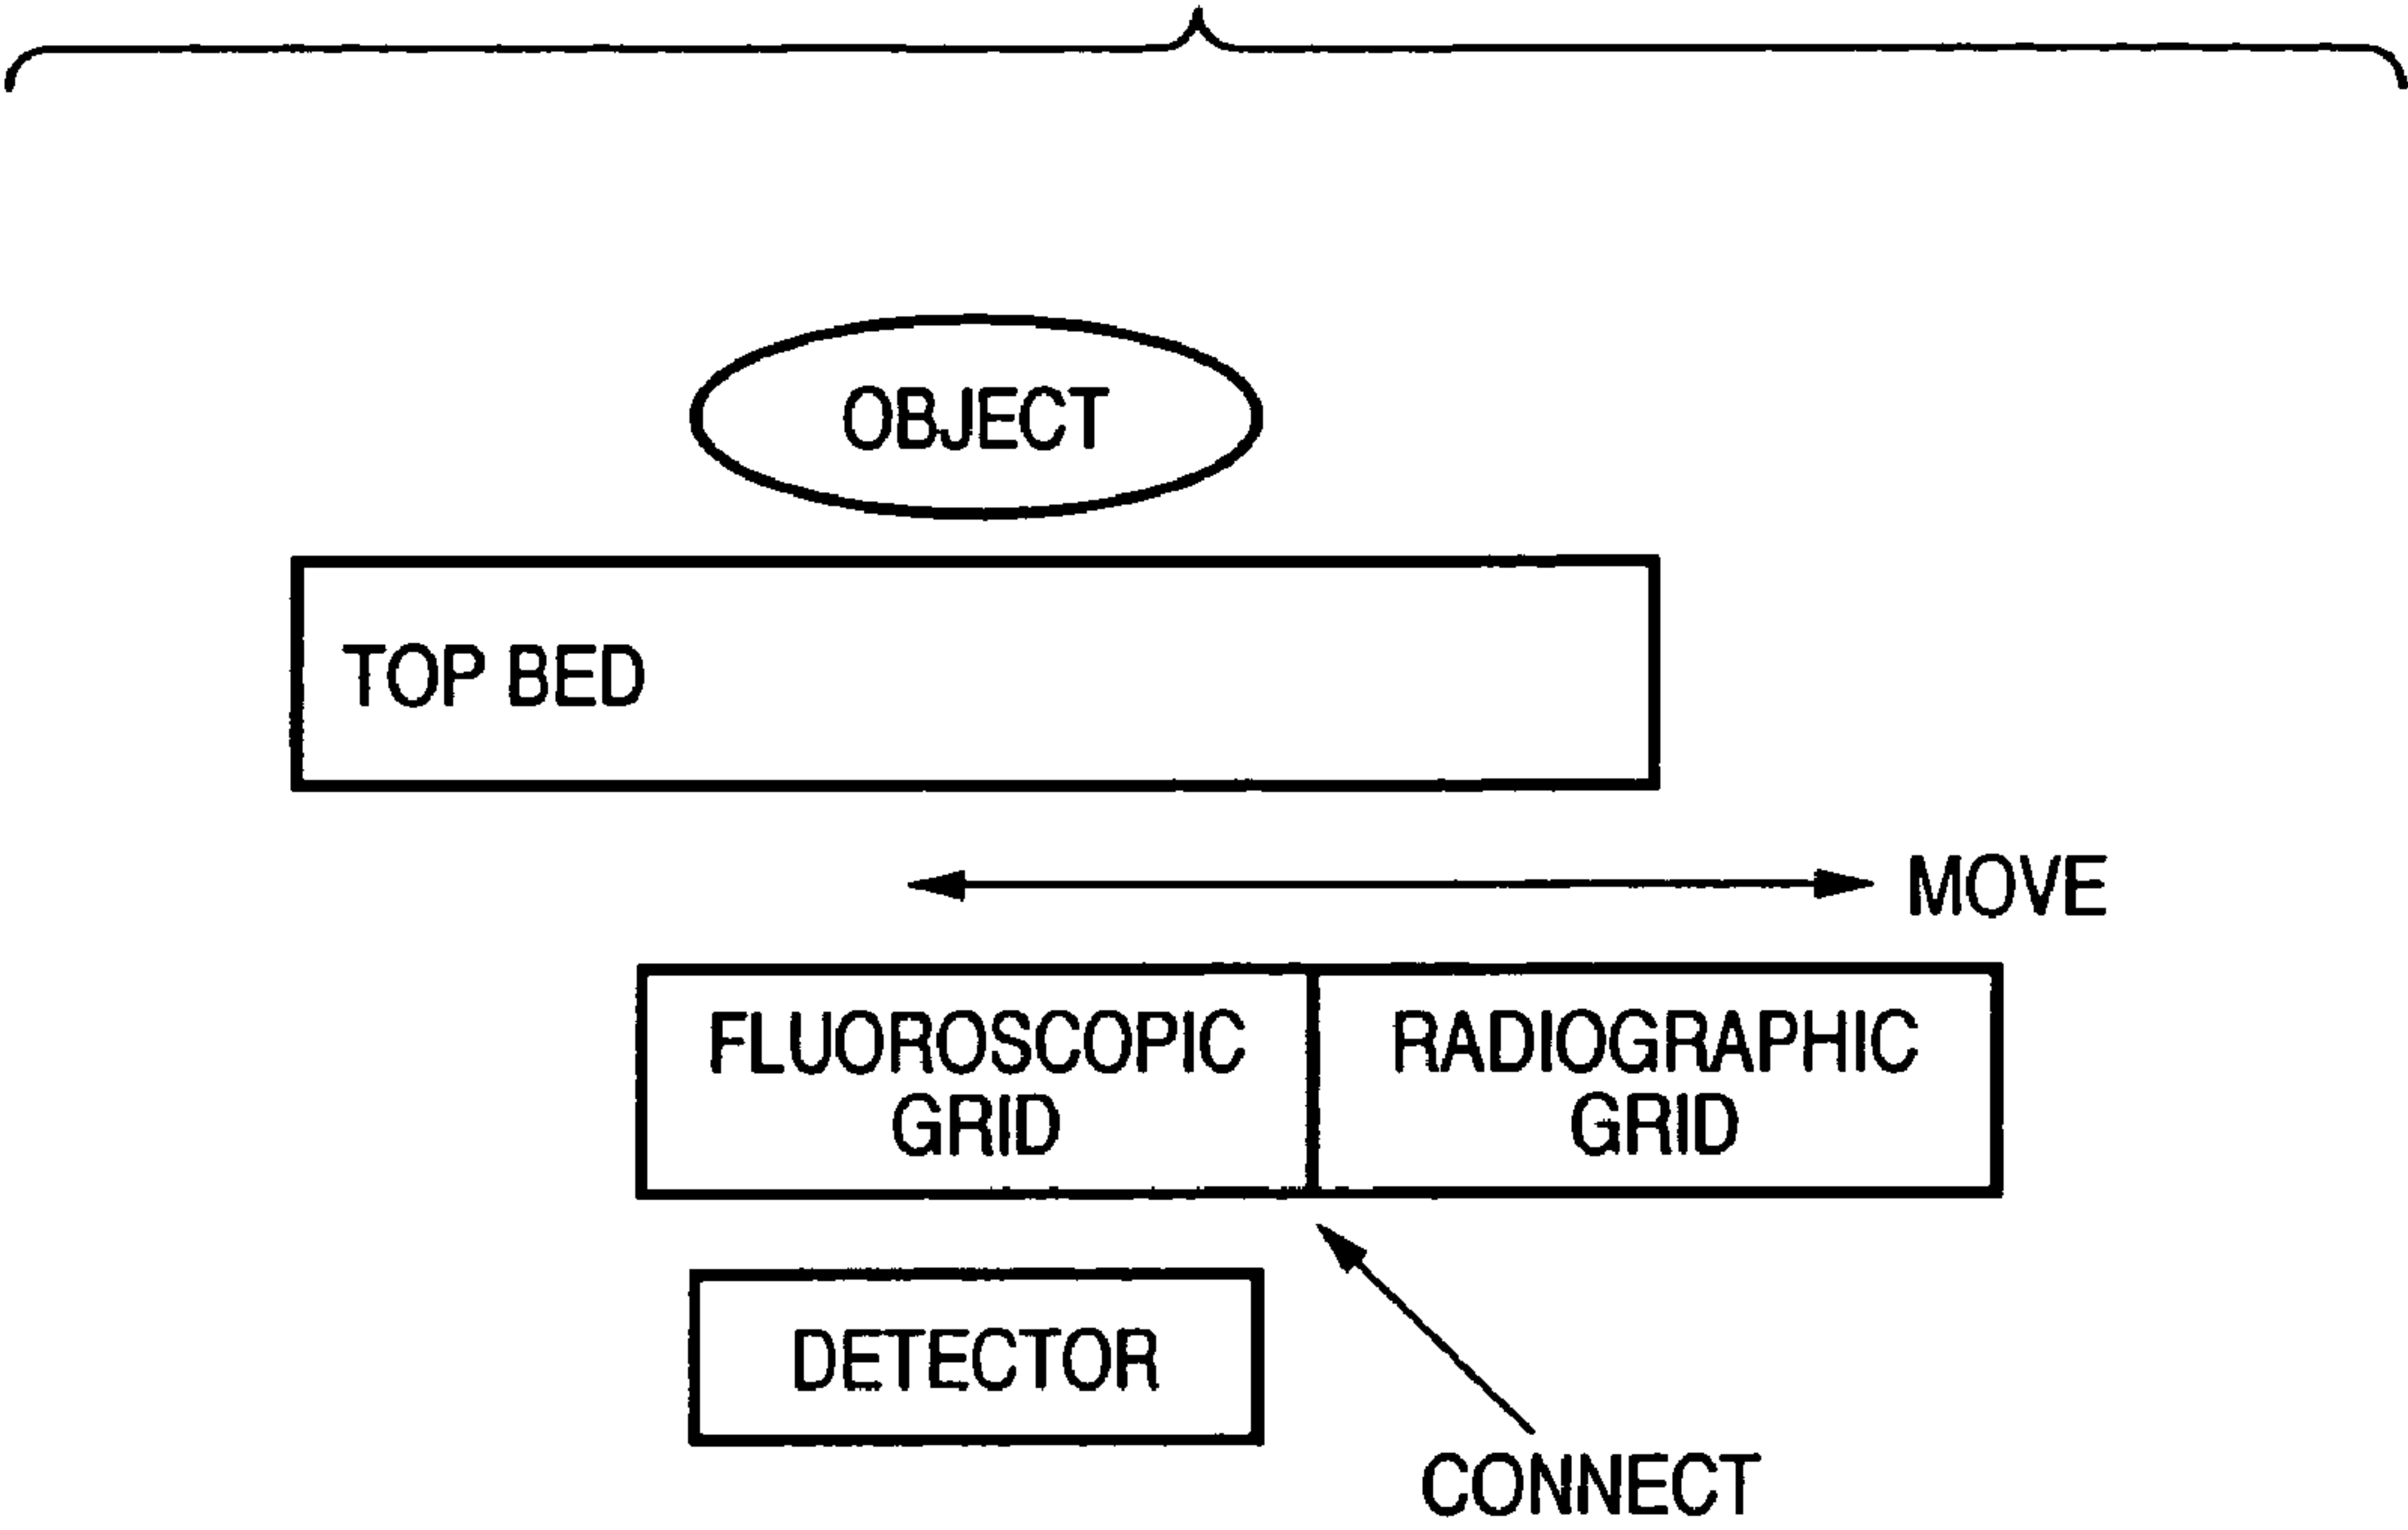 OBJECT
TOP BED
MOVE
FLUOROSCOPIC
GRID
RADIOGRAPHIC
GRID
DETECTOR
CONNECT